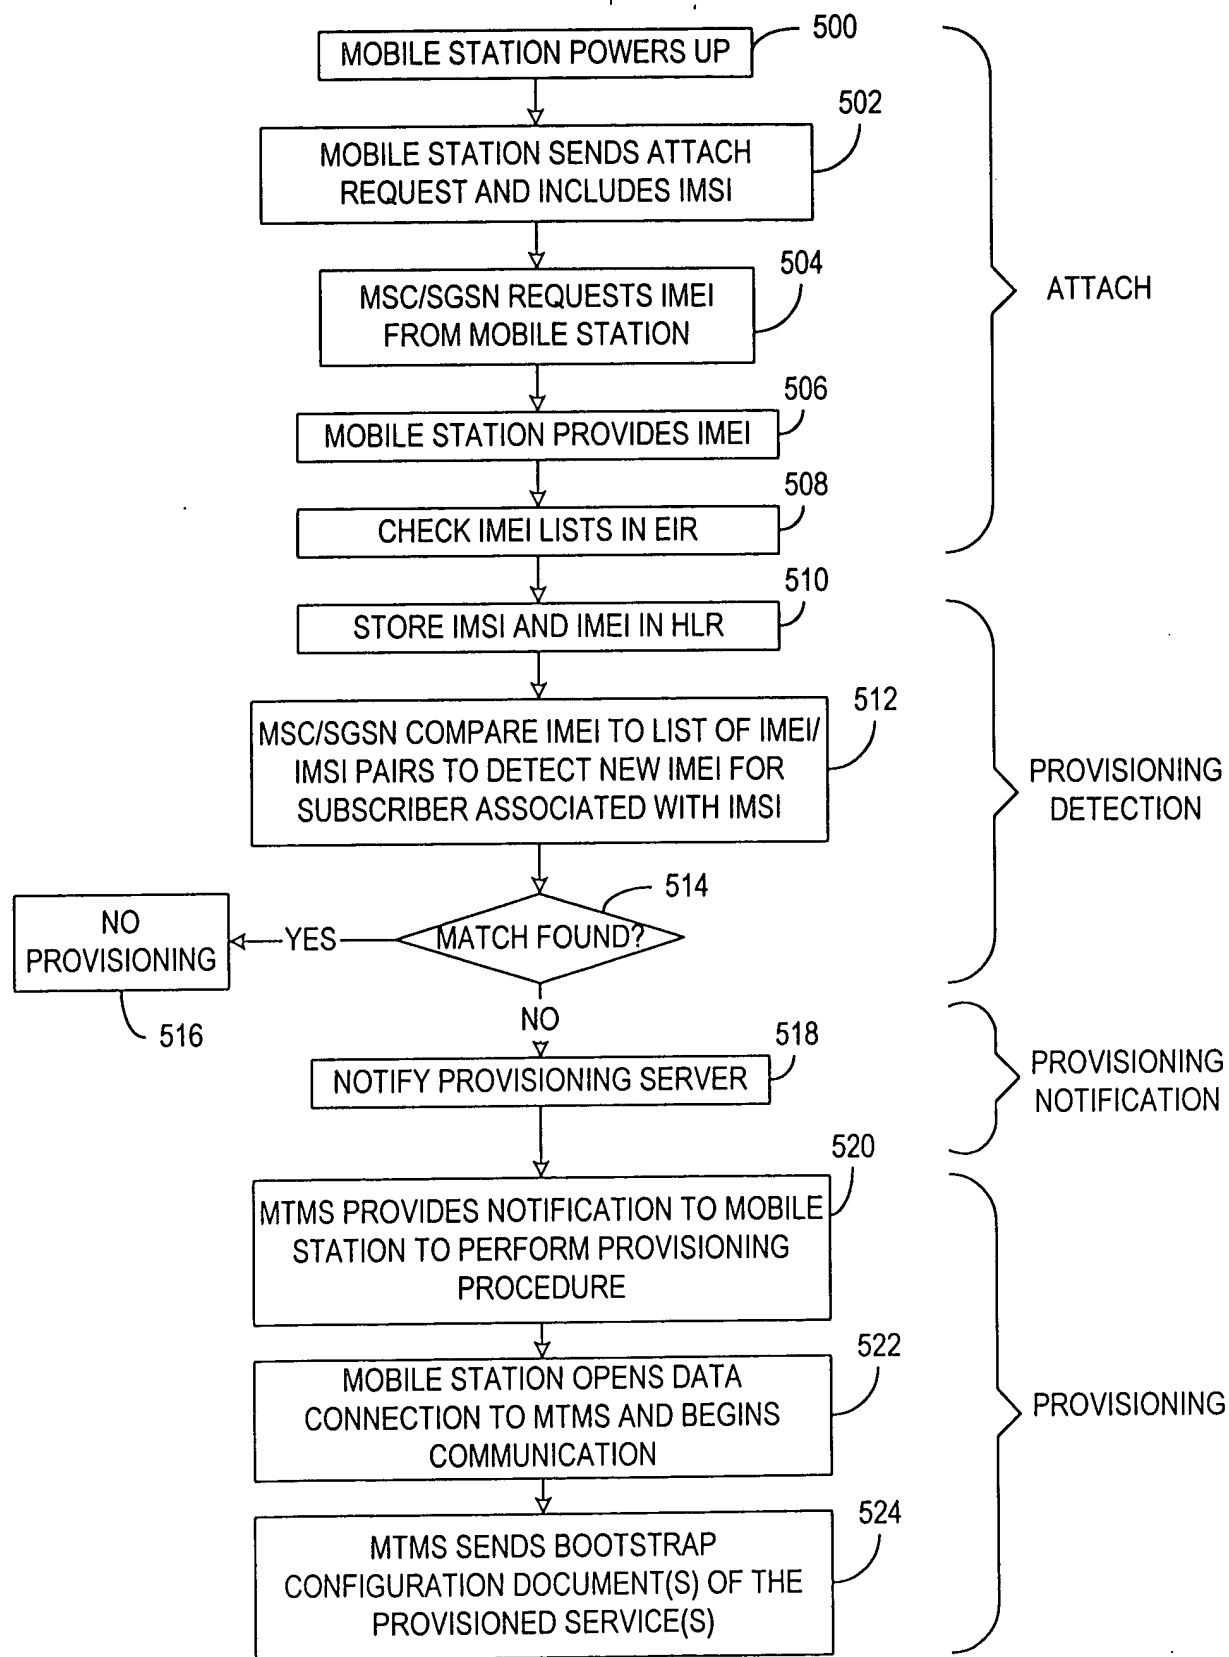 500
MOBILE STATION POWERS UP
502
MOBILE STATION SENDS ATTACH
REQUEST AND INCLUDES IMSI
504
MSC/SGSN REQUESTS IMEI
FROM MOBILE STATION
ATTACH
506
MOBILE STATION PROVIDES IMEI
508
CHECK IMEI LISTS IN EIR
510
STORE IMSI AND IMEI IN HLR
512
MSC/SGSN COMPARE IMEI TO LIST OF IMEI/
IMSI PAIRS TO DETECT NEW IMEI FOR
SUBSCRIBER ASSOCIATED WITH IMSI
PROVISIONING
DETECTION
514
MATCH FOUND?
YES
NO
PROVISIONING
516
NO
518
NOTIFY PROVISIONING SERVER
PROVISIONING
NOTIFICATION
520
MTMS PROVIDES NOTIFICATION TO MOBILE
STATION TO PERFORM PROVISIONING
PROCEDURE
522
MOBILE STATION OPENS DATA
CONNECTION TO MTMS AND BEGINS
COMMUNICATION
PROVISIONING
524
MTMS SENDS BOOTSTRAP
CONFIGURATION DOCUMENT(S) OF THE
PROVISIONED SERVICE(S)